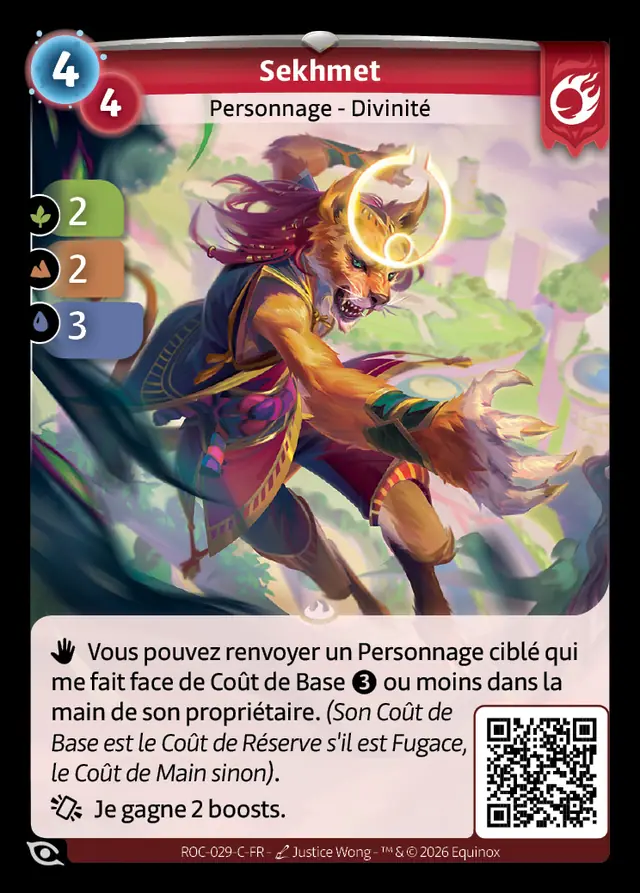 4
Sekhmet
4
Personnage - Divinité
2
2
3
Vous pouvez renvoyer un Personnage ciblé qui
me fait face de Coût de Base 3 ou moins dans la
main de son propriétaire. (Son Coût de
Base est le Coût de Réserve s'il est Fugace,
le Coût de Main sinon).
Je gagne 2 boosts.
ROC-029-C-FR - Justice Wong - ™ & © 2026 Equinox